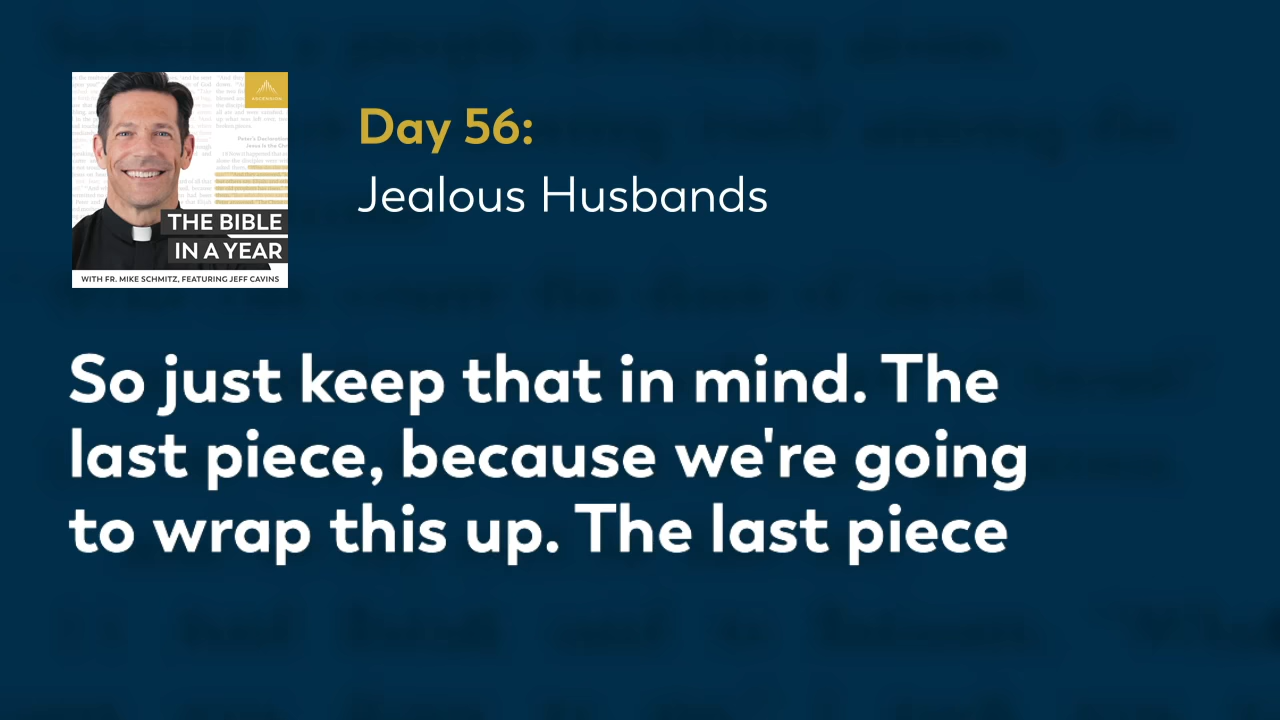 Day 56:
Jealous Husbands
ASCENSION
THE BIBLE
IN A YEAR
WITH FR. MIKE SCHMITZ, FEATURING JEFF CAVINS
So just keep that in mind. The
last piece, because we're going
to wrap this up. The last piece